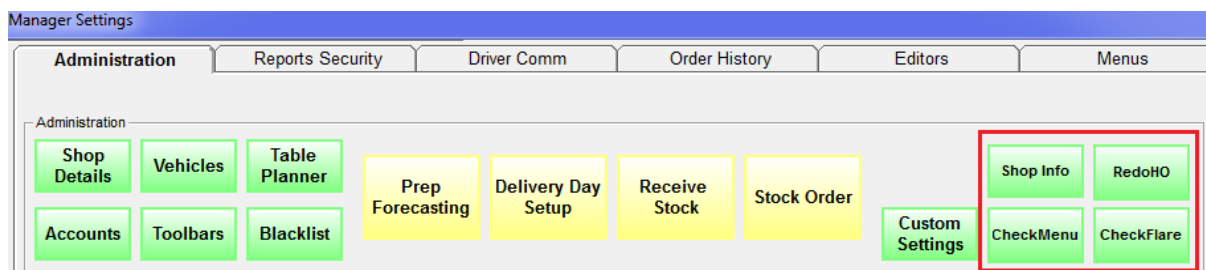 Manager Settings
Administration Reports Security Driver Comm Order History Editors Menus
Administration
Shop Details
Vehicles
Table Planner
Prep Forecasting
Delivery Day Setup
Receive Stock
Stock Order
Shop Info
RedoHO
Accounts
Toolbars
Blacklist
Custom Settings
CheckMenu
CheckFlare